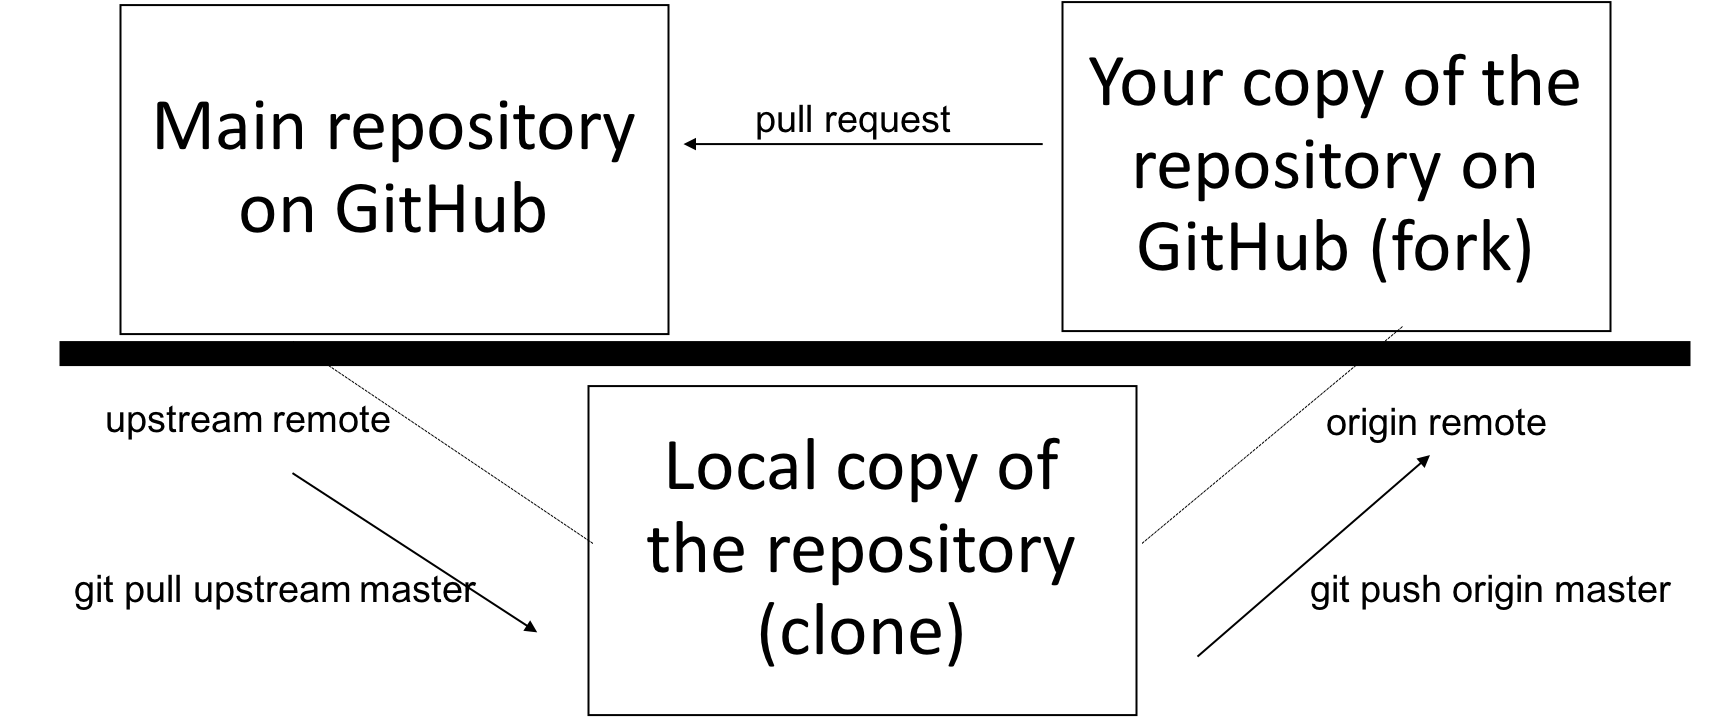 Main repository
on GitHub
pull request
Your copy of the
repository on
GitHub (fork)
upstream remote
git pull upstream master
Local copy of
the repository
(clone)
origin remote
git push origin master